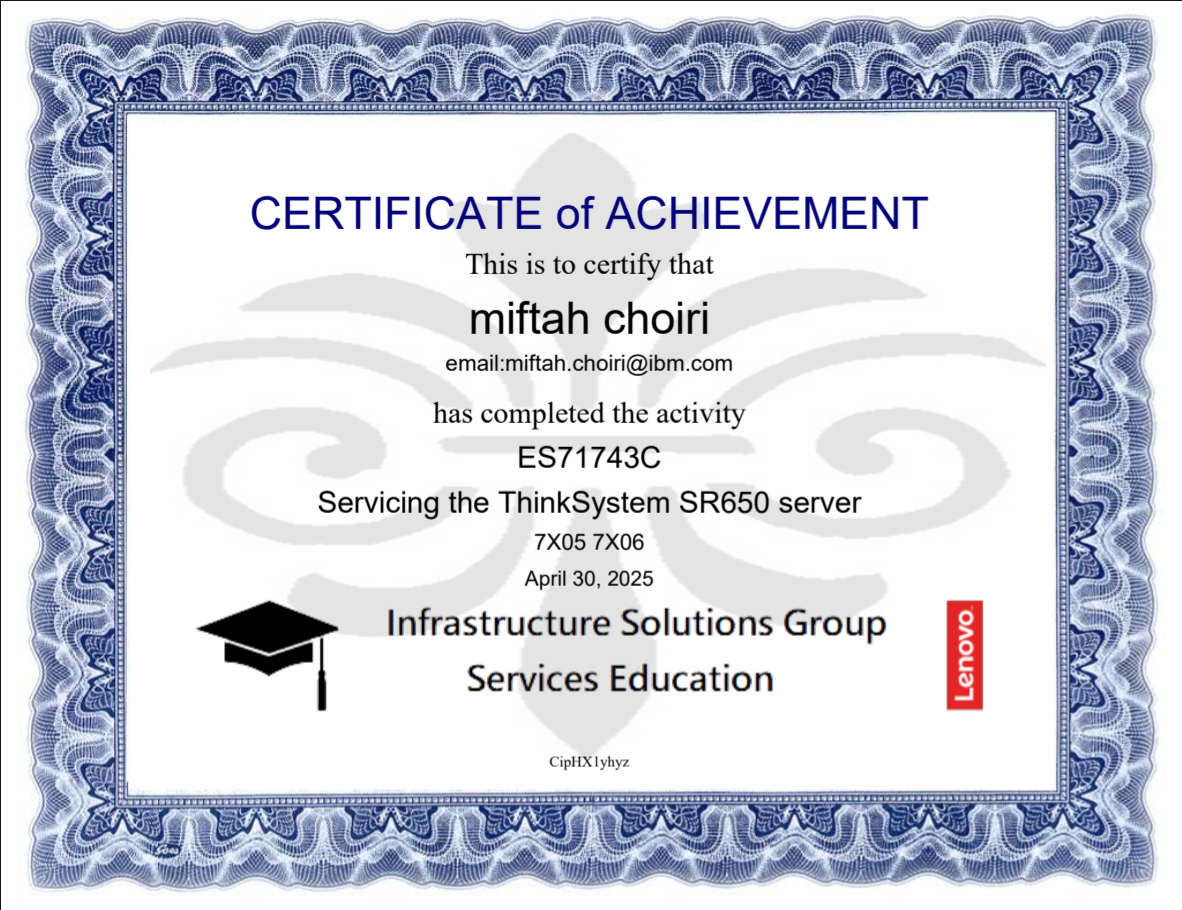 CERTIFICATE of ACHIEVEMENT
This is to certify that
miftah choiri
email:miftah.choiri@ibm.com
has completed the activity
ES71743C
Servicing the ThinkSystem SR650 server
7X05 7X06
April 30, 2025
Infrastructure Solutions Group
Services Education
Lenovo
CipHX1yhyz